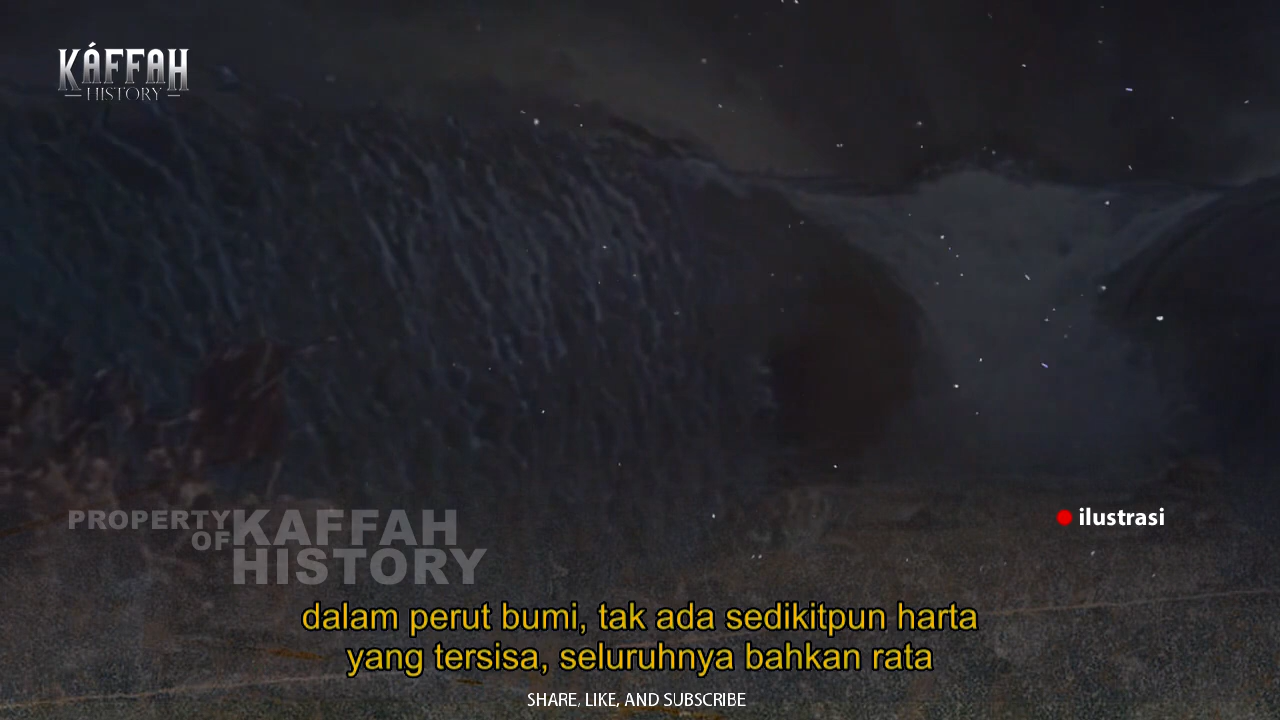 KÁFFAH
HISTORY
PROPERTY
OF
KAFFAH
HISTORY
ilustrasi
dalam perut bumi, tak ada sedikitpun harta
yang tersisa, seluruhnya bahkan rata
SHARE, LIKE, AND SUBSCRIBE